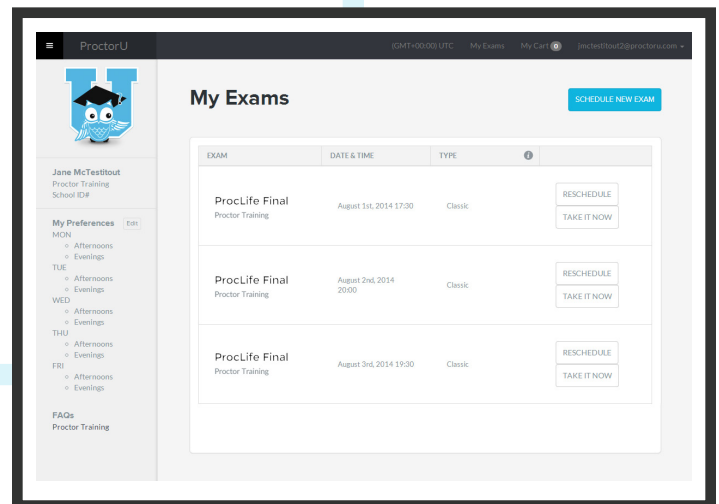 ≡ ProctorU (GMT+00:00) UTC My Exams My Cart 0 jmctestitout2@proctoru.com
My Exams
SCHEDULE NEW EXAM
Jane McTestitout
Proctor Training
School ID#
My Preferences Edit
MON
Afternoons
Evenings
TUE
Afternoons
Evenings
WED
Afternoons
Evenings
THU
Afternoons
Evenings
FRI
Afternoons
Evenings
FAQs
Proctor Training
EXAM DATE & TIME TYPE i
ProcLife Final
Proctor Training
August 1st, 2014 17:30
Classic
RESCHEDULE
TAKE IT NOW
ProcLife Final
Proctor Training
August 2nd, 2014
20:00
Classic
RESCHEDULE
TAKE IT NOW
ProcLife Final
Proctor Training
August 3rd, 2014 19:30
Classic
RESCHEDULE
TAKE IT NOW